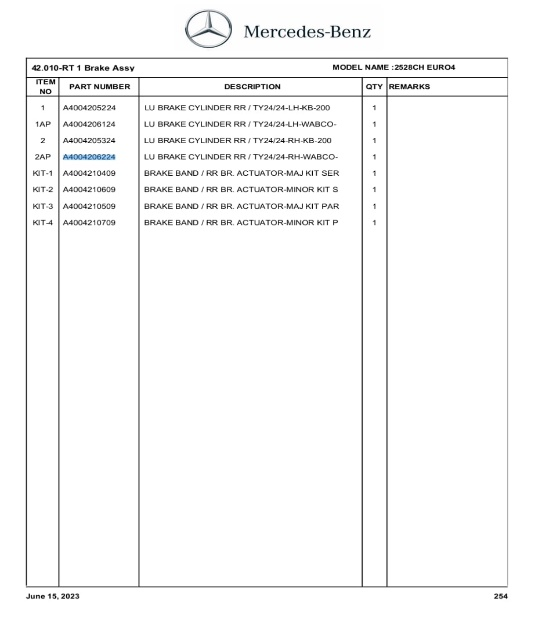 Mercedes-Benz
42.010-RT 1 Brake Assy MODEL NAME :2528CH EURO4
ITEM NO PART NUMBER DESCRIPTION QTY REMARKS
1 A4004205224 LU BRAKE CYLINDER RR / TY24/24-LH-KB-200 1
1AP A4004206124 LU BRAKE CYLINDER RR / TY24/24-LH-WABCO- 1
2 A4004205324 LU BRAKE CYLINDER RR / TY24/24-RH-KB-200 1
2AP A4004206224 LU BRAKE CYLINDER RR / TY24/24-RH-WABCO- 1
KIT-1 A4004210409 BRAKE BAND / RR BR. ACTUATOR-MAJ KIT SER 1
KIT-2 A4004210609 BRAKE BAND / RR BR. ACTUATOR-MINOR KIT S 1
KIT-3 A4004210509 BRAKE BAND / RR BR. ACTUATOR-MAJ KIT PAR 1
KIT-4 A4004210709 BRAKE BAND / RR BR. ACTUATOR-MINOR KIT P 1
June 15, 2023 254